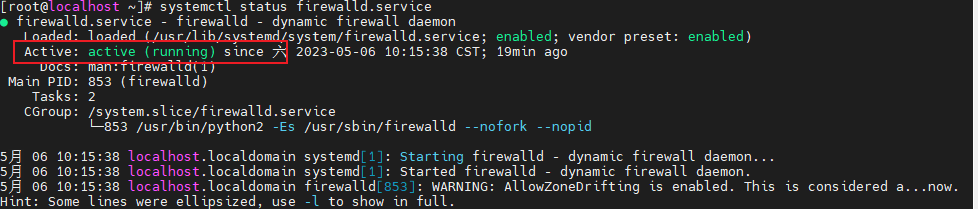 [root@localhost ~]# systemctl status firewalld.service
● firewalld.service - firewalld - dynamic firewall daemon
Loaded: loaded (/usr/lib/systemd/system/firewalld.service; enabled; vendor preset: enabled)
Active: active (running) since 六 2023-05-06 10:15:38 CST; 19min ago
Docs: man:firewalld(1)
Main PID: 853 (firewalld)
Tasks: 2
CGroup: /system.slice/firewalld.service
└─853 /usr/bin/python2 -Es /usr/sbin/firewalld --nofork --nopid
5月 06 10:15:38 localhost.localdomain systemd[1]: Starting firewalld - dynamic firewall daemon...
5月 06 10:15:38 localhost.localdomain systemd[1]: Started firewalld - dynamic firewall daemon.
5月 06 10:15:38 localhost.localdomain firewalld[853]: WARNING: AllowZoneDrifting is enabled. This is considered a...now.
Hint: Some lines were ellipsized, use -l to show in full.